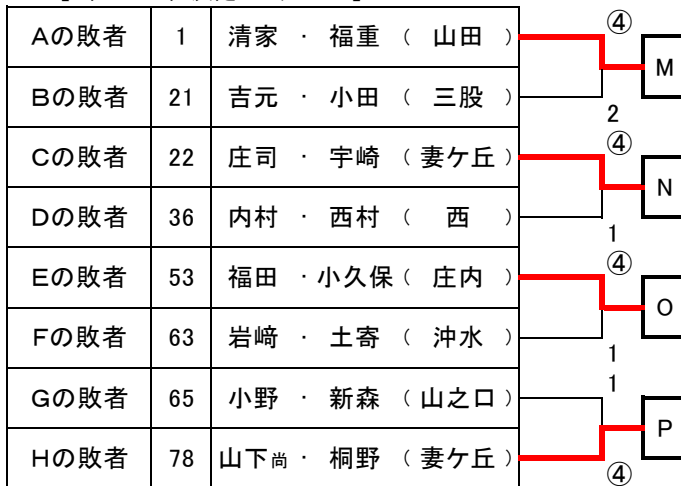 Aの敗者 1 清家 ・ 福重 （ 山田 ） ④
M
Bの敗者 21 吉元 ・ 小田 （ 三股 ） 2
Cの敗者 22 庄司 ・ 宇崎 （ 妻ケ丘 ） ④
N
Dの敗者 36 内村 ・ 西村 （ 西 ） 1
Eの敗者 53 福田 ・ 小久保 （ 庄内 ） ④
O
Fの敗者 63 岩﨑 ・ 土寄 （ 沖水 ） 1
Gの敗者 65 小野 ・ 新森 （ 山之口 ） 1
P
Hの敗者 78 山下尚 ・ 桐野 （ 妻ケ丘 ） ④